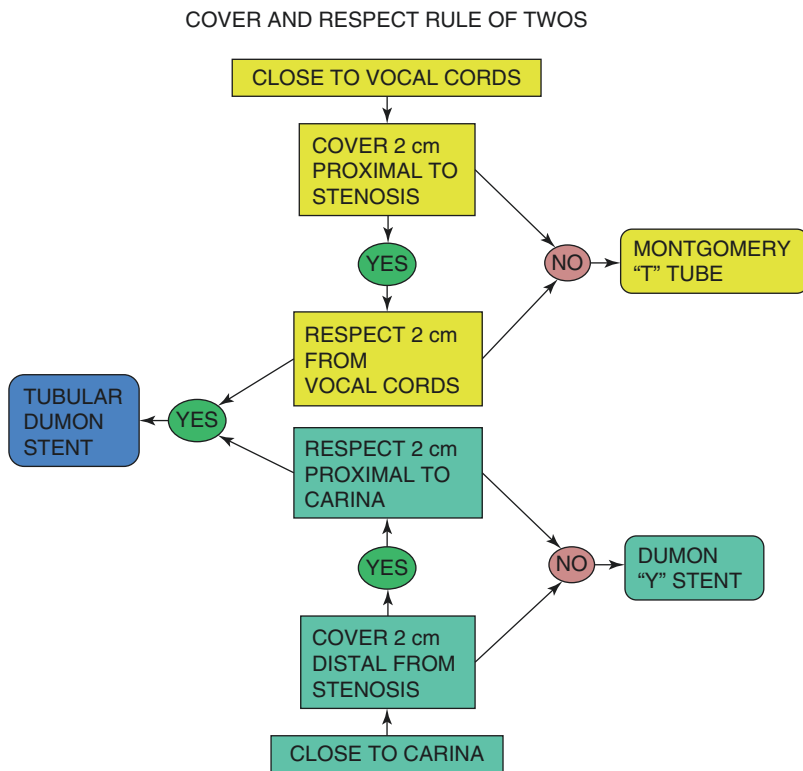 COVER AND RESPECT RULE OF TWOS
CLOSE TO VOCAL CORDS
COVER 2 cm
PROXIMAL TO
STENOSIS
YES
NO
MONTGOMERY
“T” TUBE
RESPECT 2 cm
FROM
VOCAL CORDS
TUBULAR
DUMON
STENT
YES
RESPECT 2 cm
PROXIMAL TO
CARINA
YES
NO
DUMON
“Y” STENT
COVER 2 cm
DISTAL FROM
STENOSIS
CLOSE TO CARINA